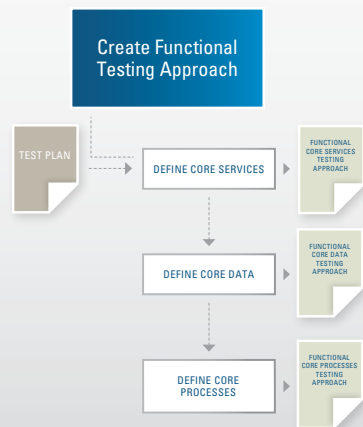 Create Functional
Testing Approach
TEST PLAN
DEFINE CORE SERVICES
FUNCTIONAL
CORE SERVICES
TESTING
APPROACH
DEFINE CORE DATA
FUNCTIONAL
CORE DATA
TESTING
APPROACH
DEFINE CORE
PROCESSES
FUNCTIONAL
CORE PROCESSES
TESTING
APPROACH